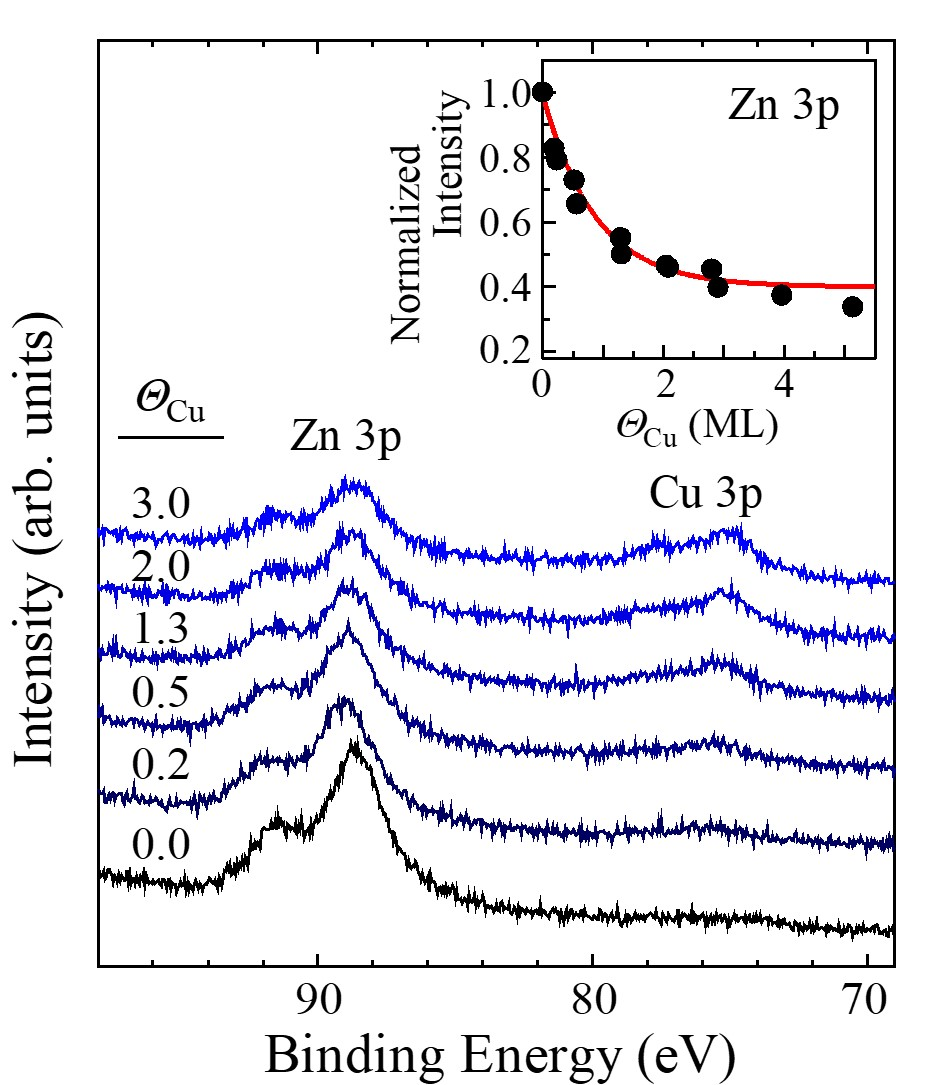 Zn 3p
Normalized
Intensity
1.0
0.8
0.6
0.4
0.2
0 2 4
Θ_Cu (ML)
Intensity (arb. units)
Θ_Cu
Zn 3p
Cu 3p
3.0
2.0
1.3
0.5
0.2
0.0
90 80 70
Binding Energy (eV)